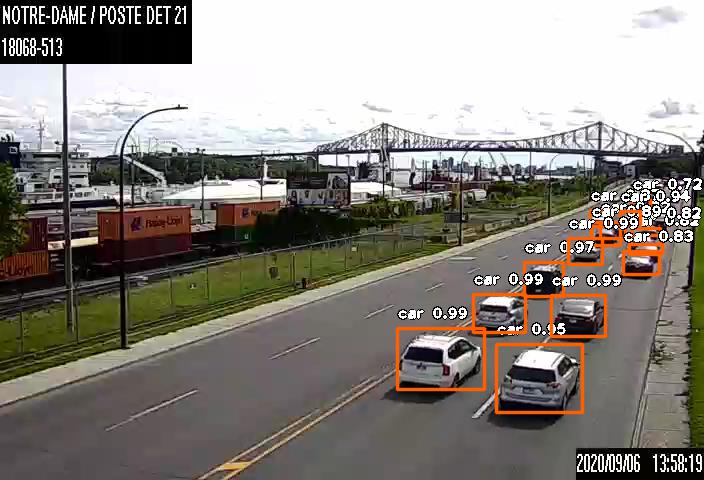 NOTRE-DAME / POSTE DET 21
18068-513
Hapag-Lloyd
car 0.72
car 0.94
car 0.99
car 0.82
car 0.83
car 0.97
car 0.99
car 0.99
car 0.99
car 0.95
2020/09/06 13:58:19